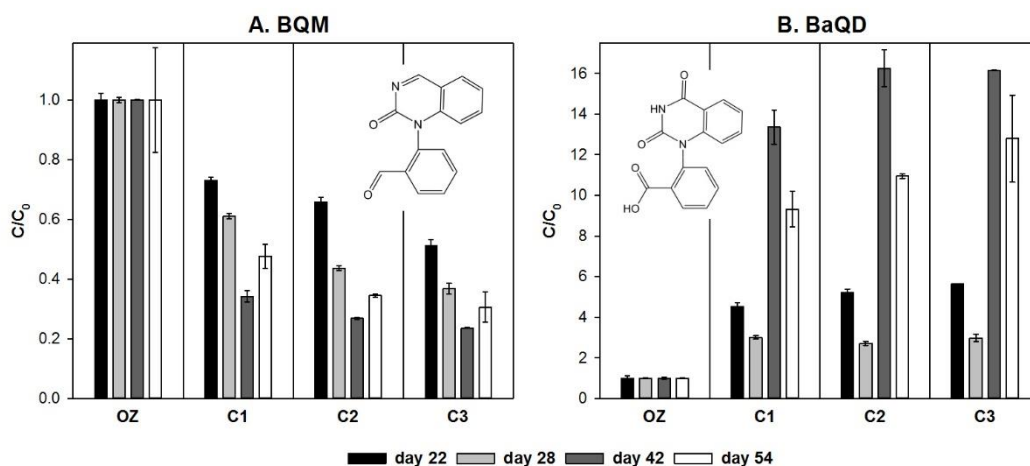 A. BQM
B. BaQD
C/C₀
1.0
0.8
0.6
0.4
0.2
0.0
N
O
N
O
OZ
C1
C2
C3
C/C₀
16
14
12
10
8
6
4
2
0
O
HN
O
N
O
HO
OZ
C1
C2
C3
day 22 day 28 day 42 day 54